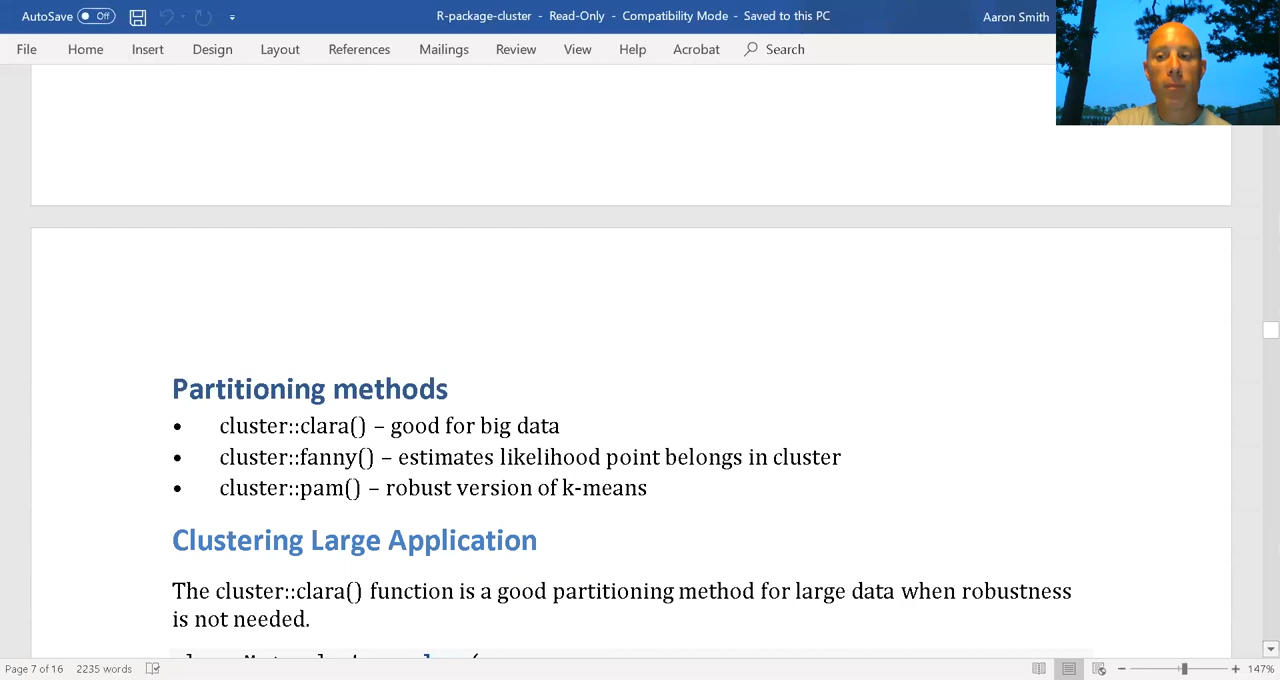 AutoSave Off R-package-cluster - Read-Only - Compatibility Mode - Saved to this PC Aaron Smith
File Home Insert Design Layout References Mailings Review View Help Acrobat Search
Partitioning methods
• cluster::clara() – good for big data
• cluster::fanny() – estimates likelihood point belongs in cluster
• cluster::pam() – robust version of k-means
Clustering Large Application
The cluster::clara() function is a good partitioning method for large data when robustness
is not needed.
Page 7 of 16 2235 words 147%